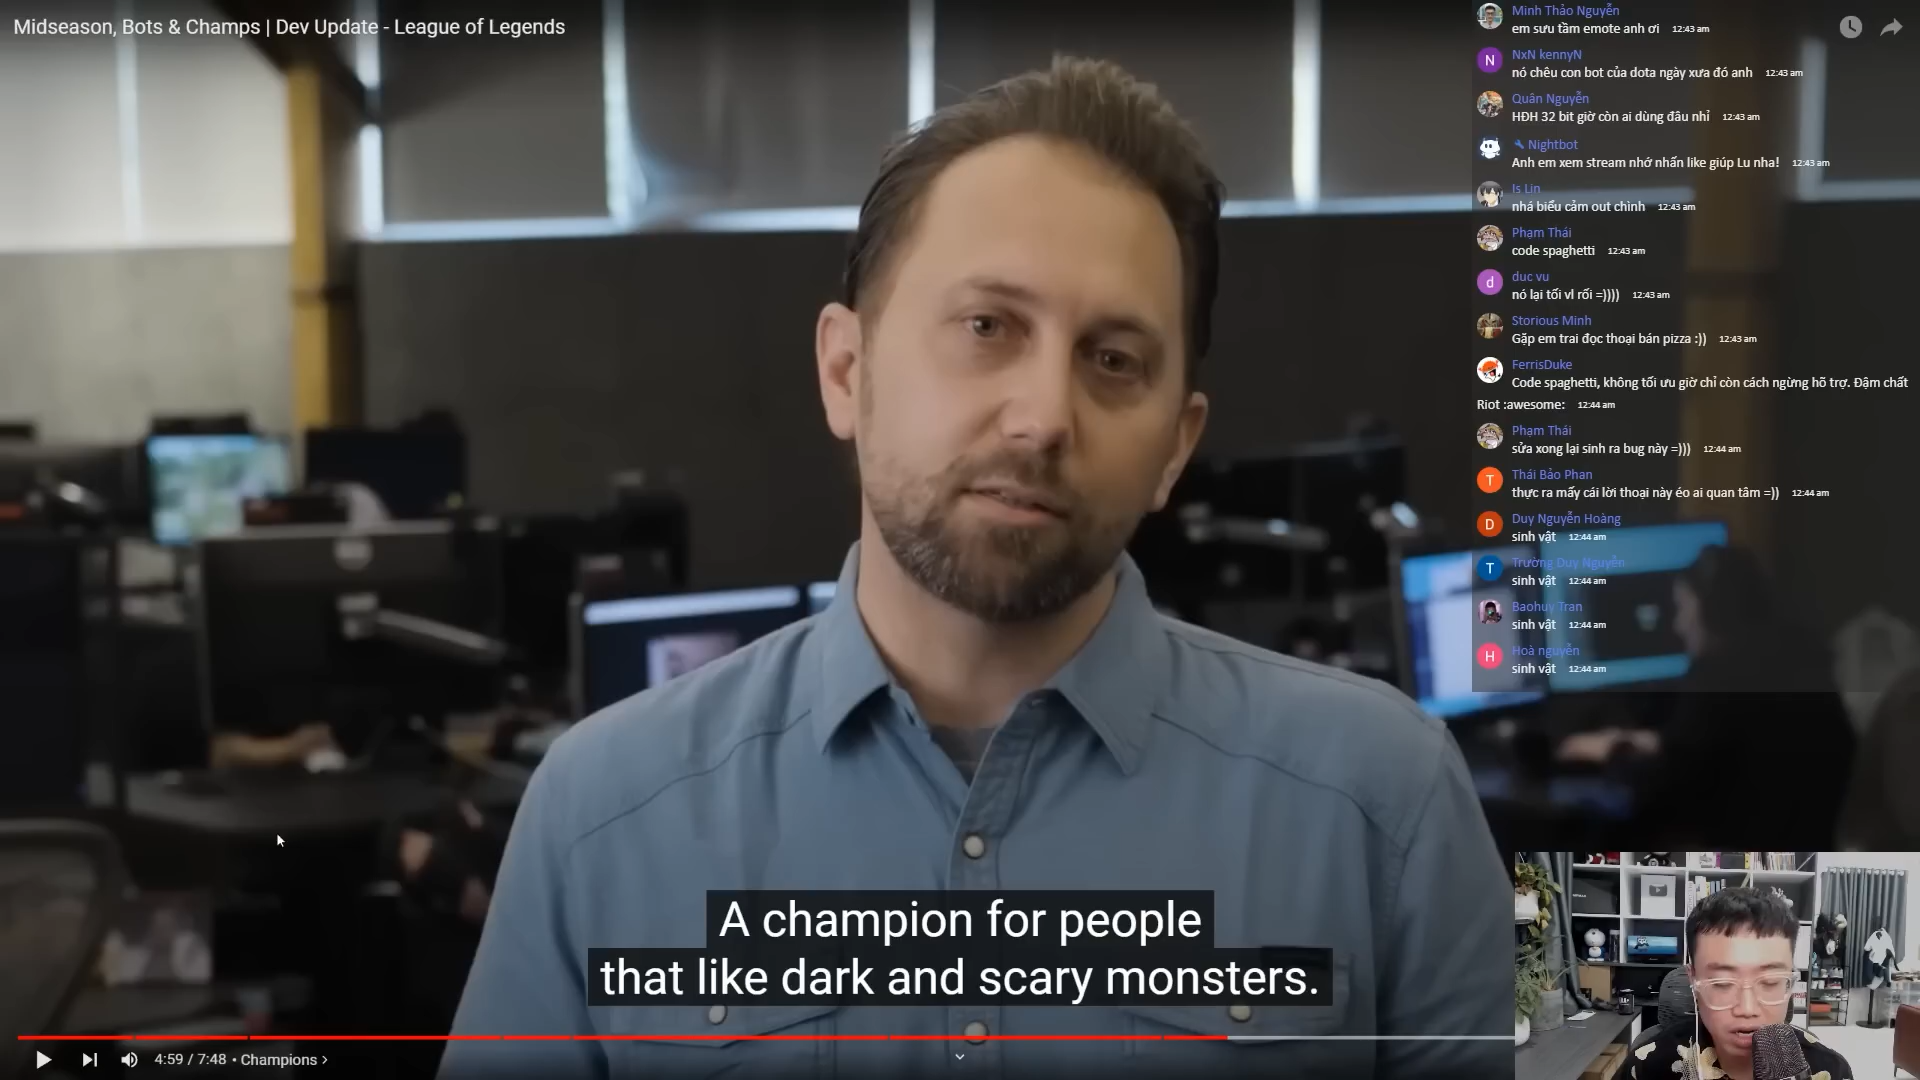 Midseason, Bots & Champs | Dev Update - League of Legends
Minh Thảo Nguyễn
em sưu tầm emote anh ơi 12:43 am
N
NxN kennyN
nó chêu con bot của dota ngày xưa đó anh 12:43 am
Quân Nguyễn
HĐH 32 bit giờ còn ai dùng đâu nhỉ 12:43 am
Nightbot
Anh em xem stream nhớ nhấn like giúp Lu nha! 12:43 am
Is Lin
nhá biểu cảm out chình 12:43 am
Phạm Thái
code spaghetti 12:43 am
d
duc vu
nó lại tối vl rồi =)))) 12:43 am
Storious Minh
Gặp em trai đọc thoại bán pizza :)) 12:43 am
FerrisDuke
Code spaghetti, không tối ưu giờ chỉ còn cách ngừng hõ trợ. Đậm chất
Riot :awesome: 12:44 am
Phạm Thái
sửa xong lại sinh ra bug này =))) 12:44 am
T
Thái Bảo Phan
thực ra mấy cái lời thoại này éo ai quan tâm =)) 12:44 am
D
Duy Nguyễn Hoàng
sinh vật 12:44 am
T
Trường Duy Nguyễn
sinh vật 12:44 am
Baohuy Tran
sinh vật 12:44 am
H
Hoà nguyễn
sinh vật 12:44 am
A champion for people
that like dark and scary monsters.
4:59 / 7:48 • Champions >